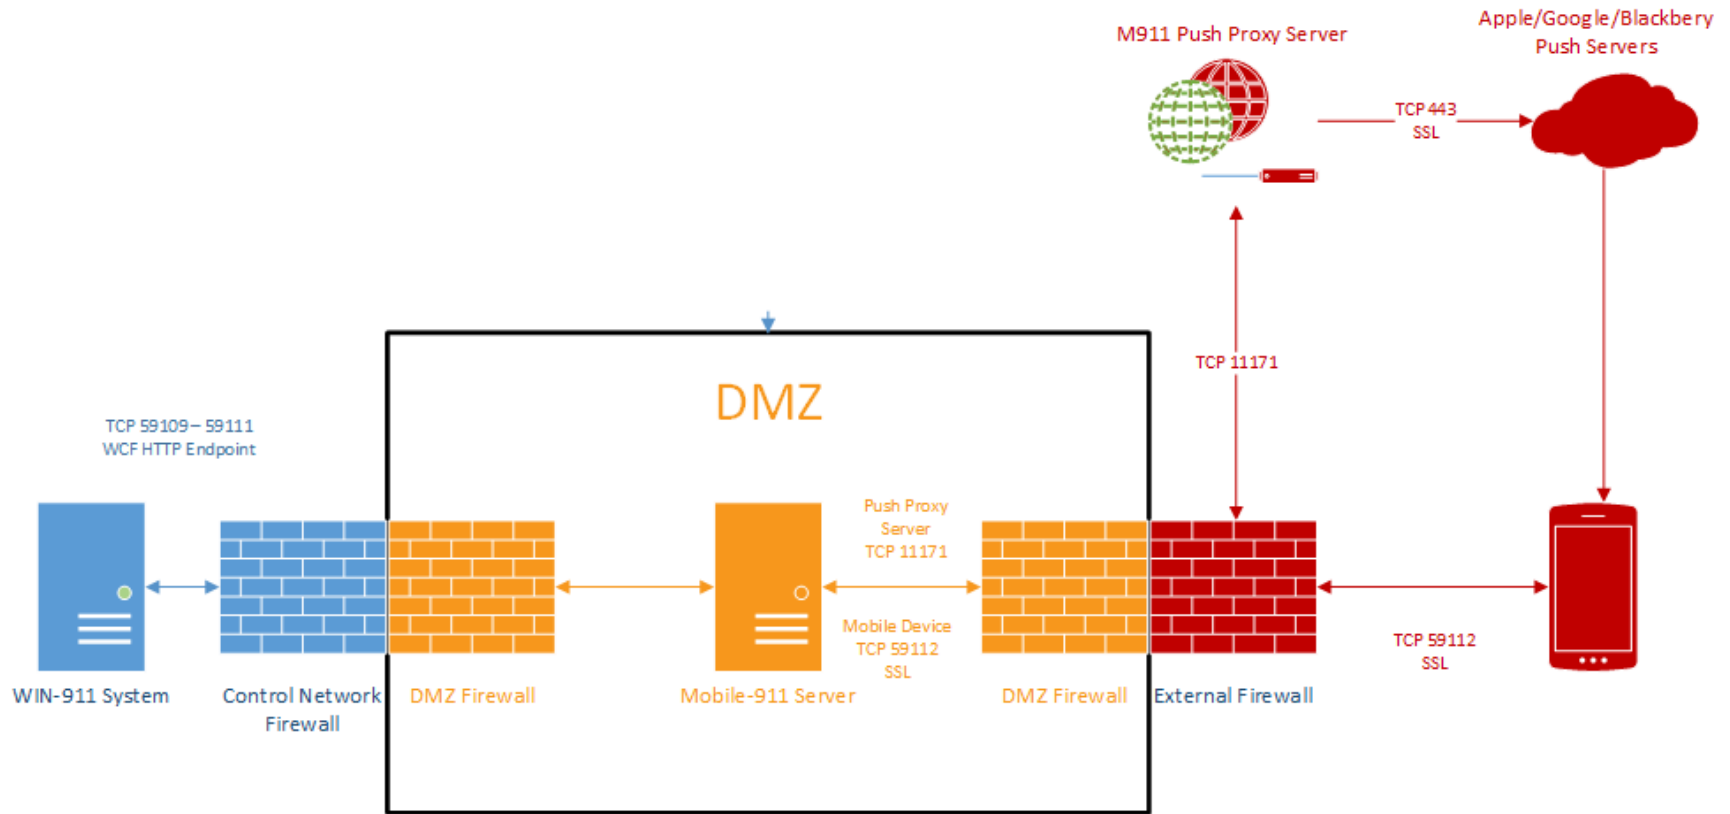 M911 Push Proxy Server
Apple/Google/Blackbery
Push Servers
TCP 443
SSL
TCP 11171
DMZ
TCP 59109 – 59111
WCF HTTP Endpoint
Push Proxy
Server
TCP 11171
Mobile Device
TCP 59112
SSL
TCP 59112
SSL
WIN-911 System
Control Network
Firewall
DMZ Firewall
Mobile-911 Server
DMZ Firewall
External Firewall